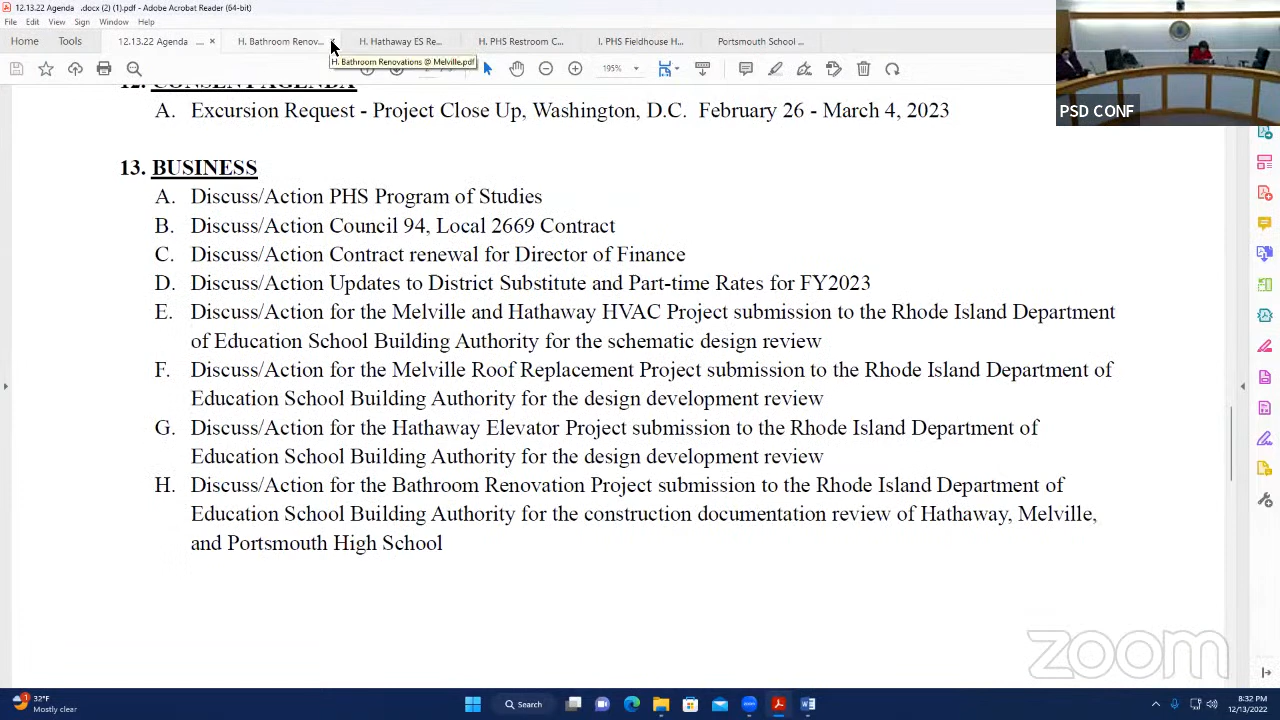 12.13.22 Agenda .docx (2) (1).pdf - Adobe Acrobat Reader (64-bit)
File Edit View Sign Window Help
Home Tools 12.13.22 Agenda ... × H. Bathroom Renov... × H. Hathaway ES Re... H. PHS Restroom C... I. PHS Fieldhouse H... Portsmouth School ...
H. Bathroom Renovations @ Melville.pdf
195%
PSD CONF
12. CONSENT AGENDA
A. Excursion Request - Project Close Up, Washington, D.C. February 26 - March 4, 2023
13. BUSINESS
A. Discuss/Action PHS Program of Studies
B. Discuss/Action Council 94, Local 2669 Contract
C. Discuss/Action Contract renewal for Director of Finance
D. Discuss/Action Updates to District Substitute and Part-time Rates for FY2023
E. Discuss/Action for the Melville and Hathaway HVAC Project submission to the Rhode Island Department
of Education School Building Authority for the schematic design review
F. Discuss/Action for the Melville Roof Replacement Project submission to the Rhode Island Department of
Education School Building Authority for the design development review
G. Discuss/Action for the Hathaway Elevator Project submission to the Rhode Island Department of
Education School Building Authority for the design development review
H. Discuss/Action for the Bathroom Renovation Project submission to the Rhode Island Department of
Education School Building Authority for the construction documentation review of Hathaway, Melville,
and Portsmouth High School
zoom
1
32°F
Mostly clear
Search
8:32 PM
12/13/2022